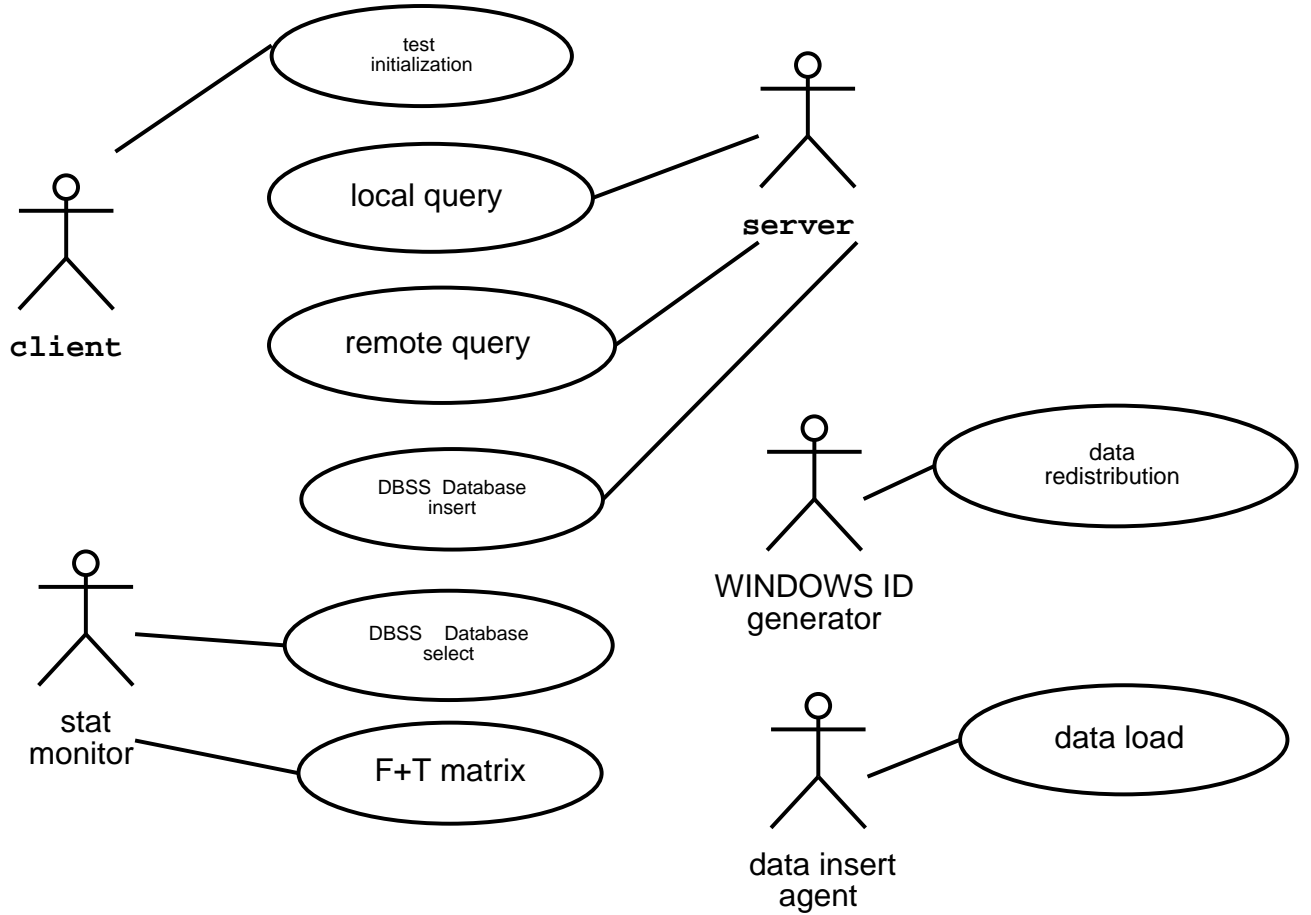 test
initialization
local query
server
client
remote query
DBSS Database
insert
data
redistribution
WINDOWS ID
generator
DBSS Database
select
stat
monitor
F+T matrix
data load
data insert
agent